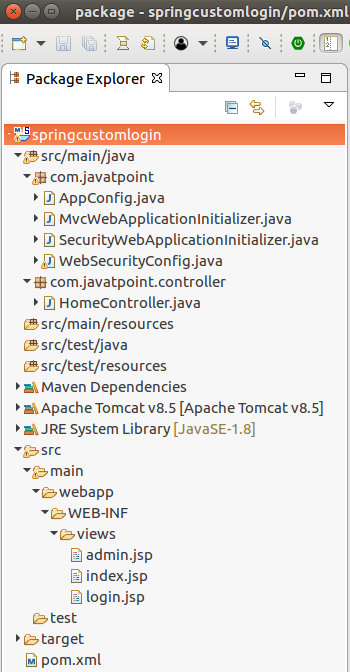 package - springcustomlogin/pom.xml
Package Explorer
springcustomlogin
src/main/java
com.javatpoint
AppConfig.java
MvcWebApplicationInitializer.java
SecurityWebApplicationInitializer.java
WebSecurityConfig.java
com.javatpoint.controller
HomeController.java
src/main/resources
src/test/java
src/test/resources
Maven Dependencies
Apache Tomcat v8.5 [Apache Tomcat v8.5]
JRE System Library [JavaSE-1.8]
src
main
webapp
WEB-INF
views
admin.jsp
index.jsp
login.jsp
test
target
pom.xml